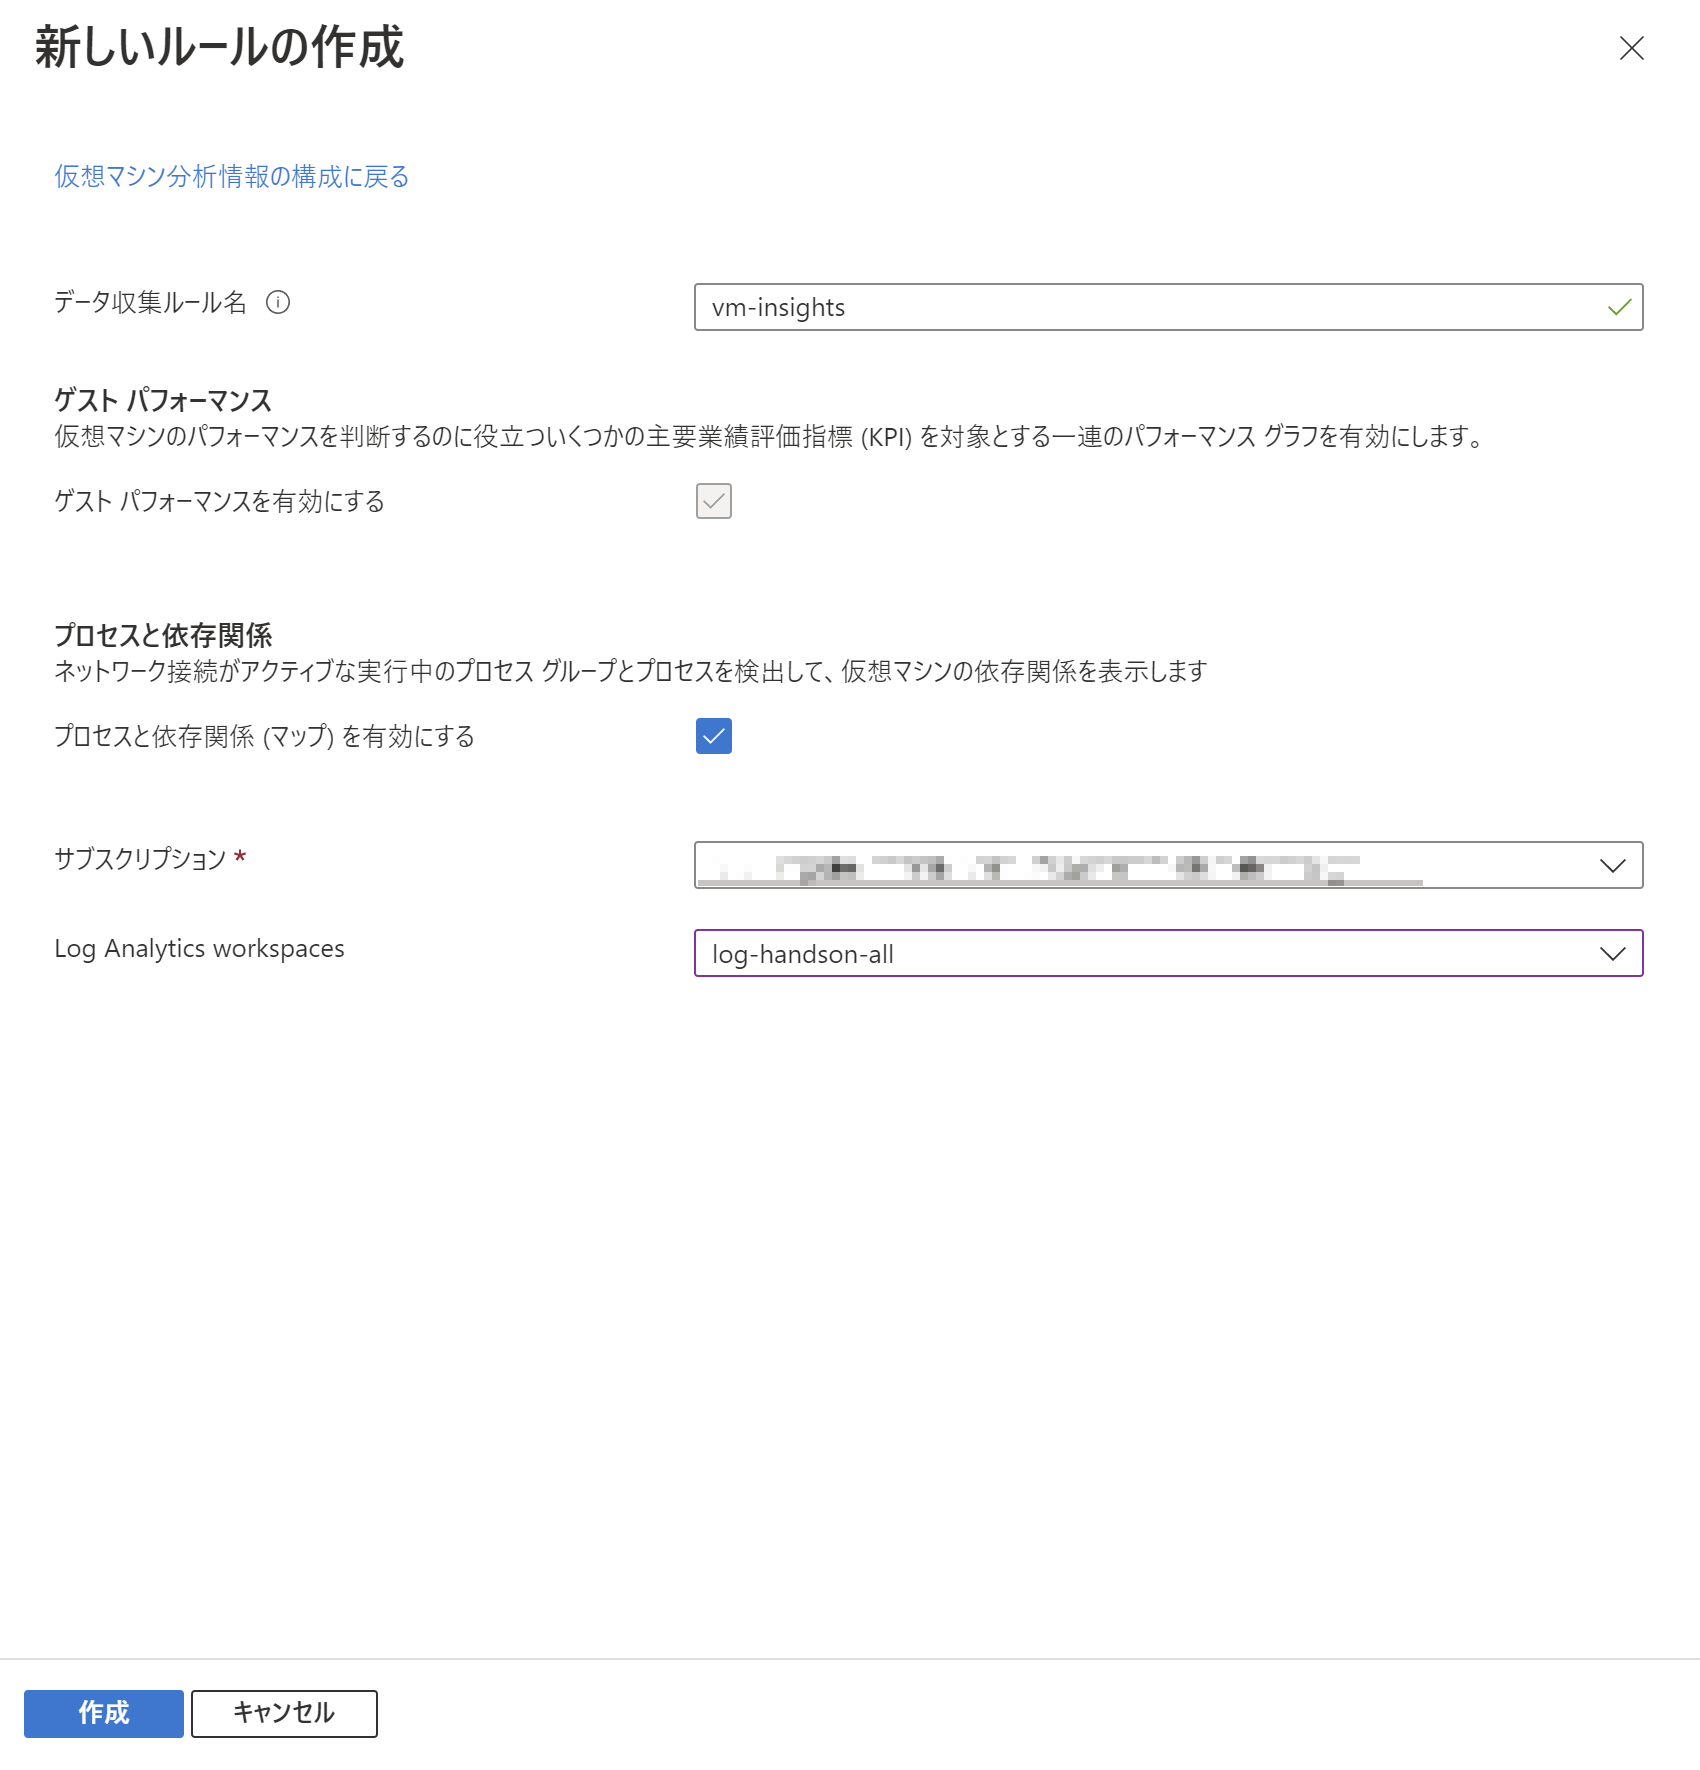 新しいルールの作成
仮想マシン分析情報の構成に戻る
データ収集ルール名
vm-insights
ゲスト パフォーマンス
仮想マシンのパフォーマンスを判断するのに役立ついくつかの主要業績評価指標 (KPI) を対象とする一連のパフォーマンス グラフを有効にします。
ゲスト パフォーマンスを有効にする
プロセスと依存関係
ネットワーク接続がアクティブな実行中のプロセス グループとプロセスを検出して、仮想マシンの依存関係を表示します
プロセスと依存関係 (マップ) を有効にする
サブスクリプション *
Log Analytics workspaces
log-handson-all
作成
キャンセル